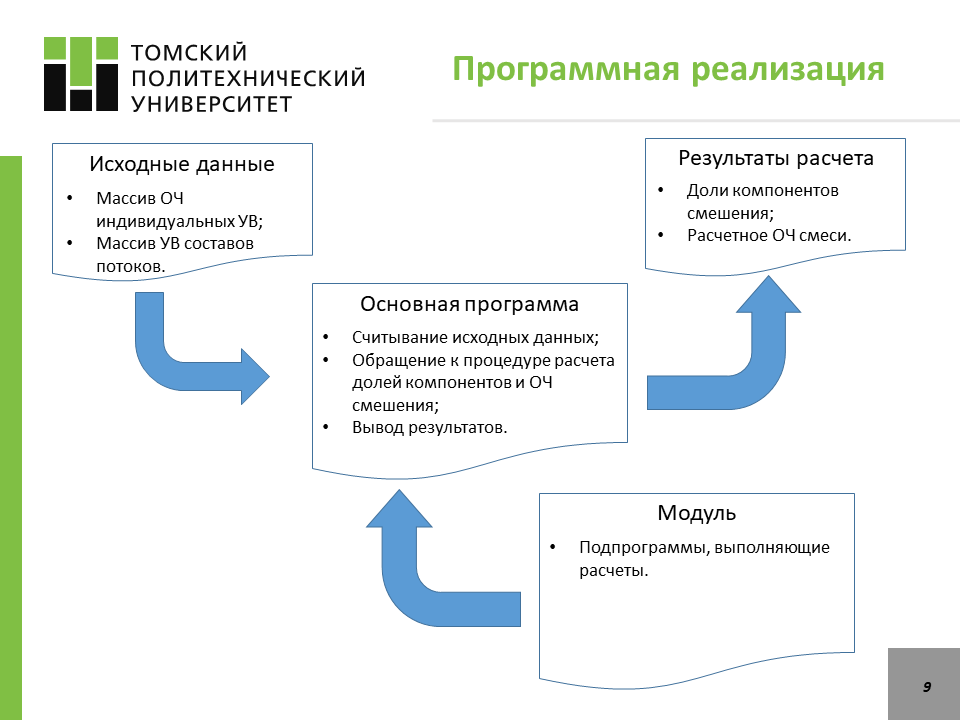 ТОМСКИЙ
ПОЛИТЕХНИЧЕСКИЙ
УНИВЕРСИТЕТ
Программная реализация
Исходные данные
• Массив ОЧ
индивидуальных УВ;
• Массив УВ составов
потоков.
Результаты расчета
• Доли компонентов
смешения;
• Расчетное ОЧ смеси.
Основная программа
• Считывание исходных данных;
• Обращение к процедуре расчета
долей компонентов и ОЧ
смешения;
• Вывод результатов.
Модуль
• Подпрограммы, выполняющие
расчеты.
9